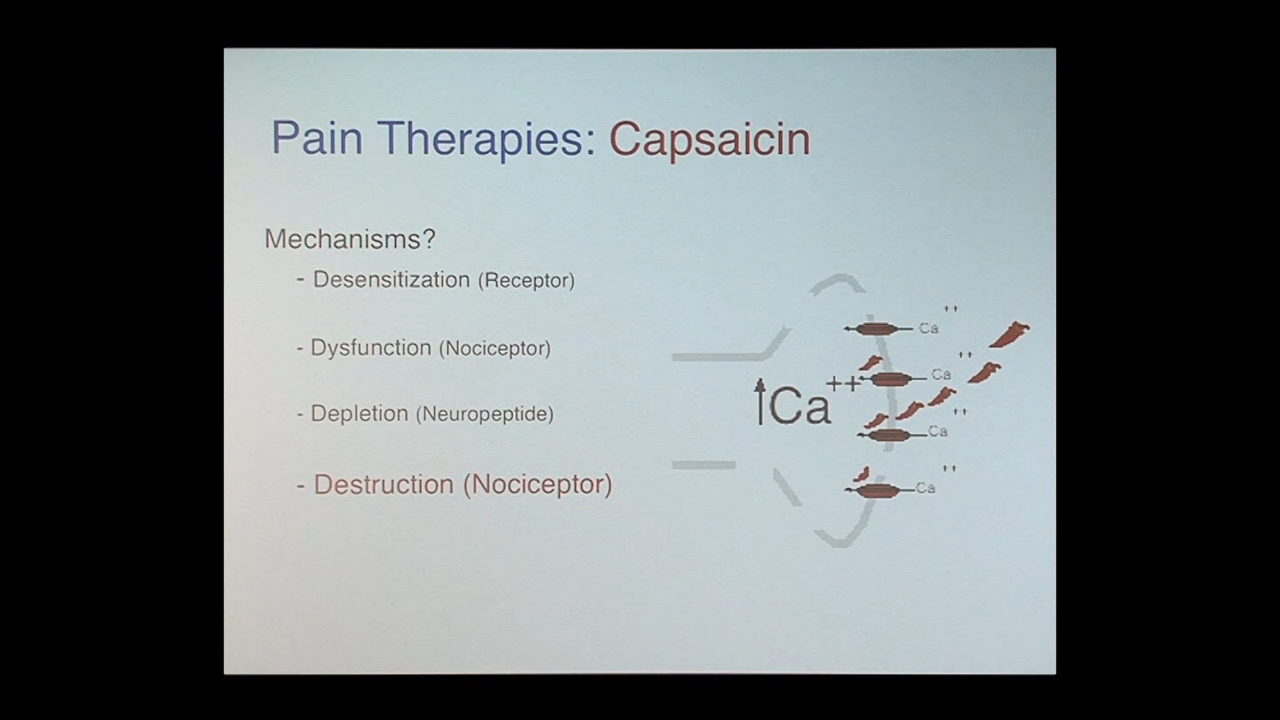 Pain Therapies: Capsaicin
Mechanisms?
- Desensitization (Receptor)
- Dysfunction (Nociceptor)
- Depletion (Neuropeptide)
- Destruction (Nociceptor)
↑Ca++
Ca++
Ca++
Ca++
Ca++